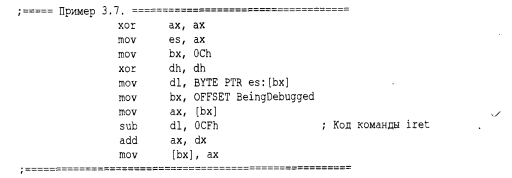 ;===== Пример 3.7. ===================================
xor ax, ax
mov es, ax
mov bx, 0Ch
xor dh, dh
mov dl, BYTE PTR es:[bx]
mov bx, OFFSET BeingDebugged
mov ax, [bx]
sub dl, 0CFh ; Код команды iret
add ax, dx
mov [bx], ax
;=====================================================